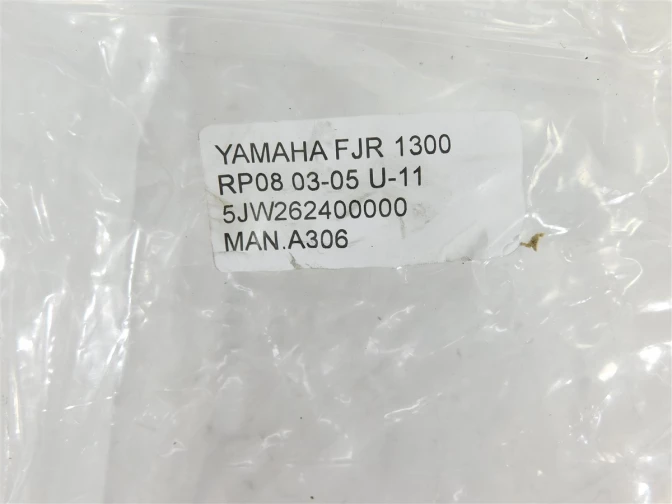 YAMAHA FJR 1300
RP08 03-05 U-11
5JW262400000
MAN.A306